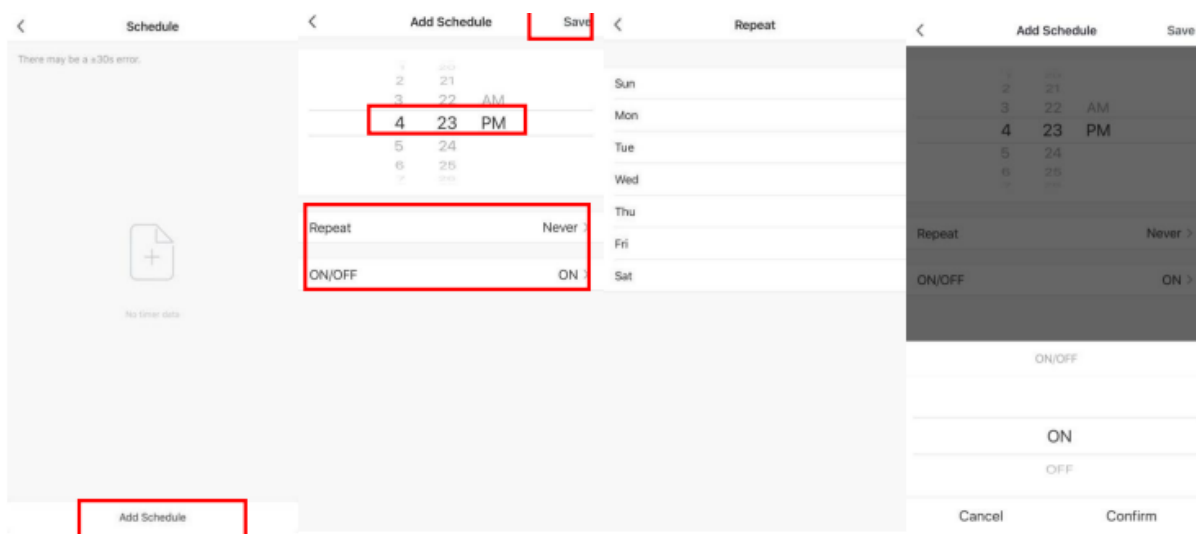 Schedule
There may be a ±30s error.
No timer data
Add Schedule
Add Schedule Save
2 21
3 22 AM
4 23 PM
5 24
6 25
Repeat Never
ON/OFF ON
Repeat
Sun
Mon
Tue
Wed
Thu
Fri
Sat
Add Schedule Save
2 21
3 22 AM
4 23 PM
5 24
6 25
Repeat Never
ON/OFF ON
ON/OFF
ON
OFF
Cancel Confirm